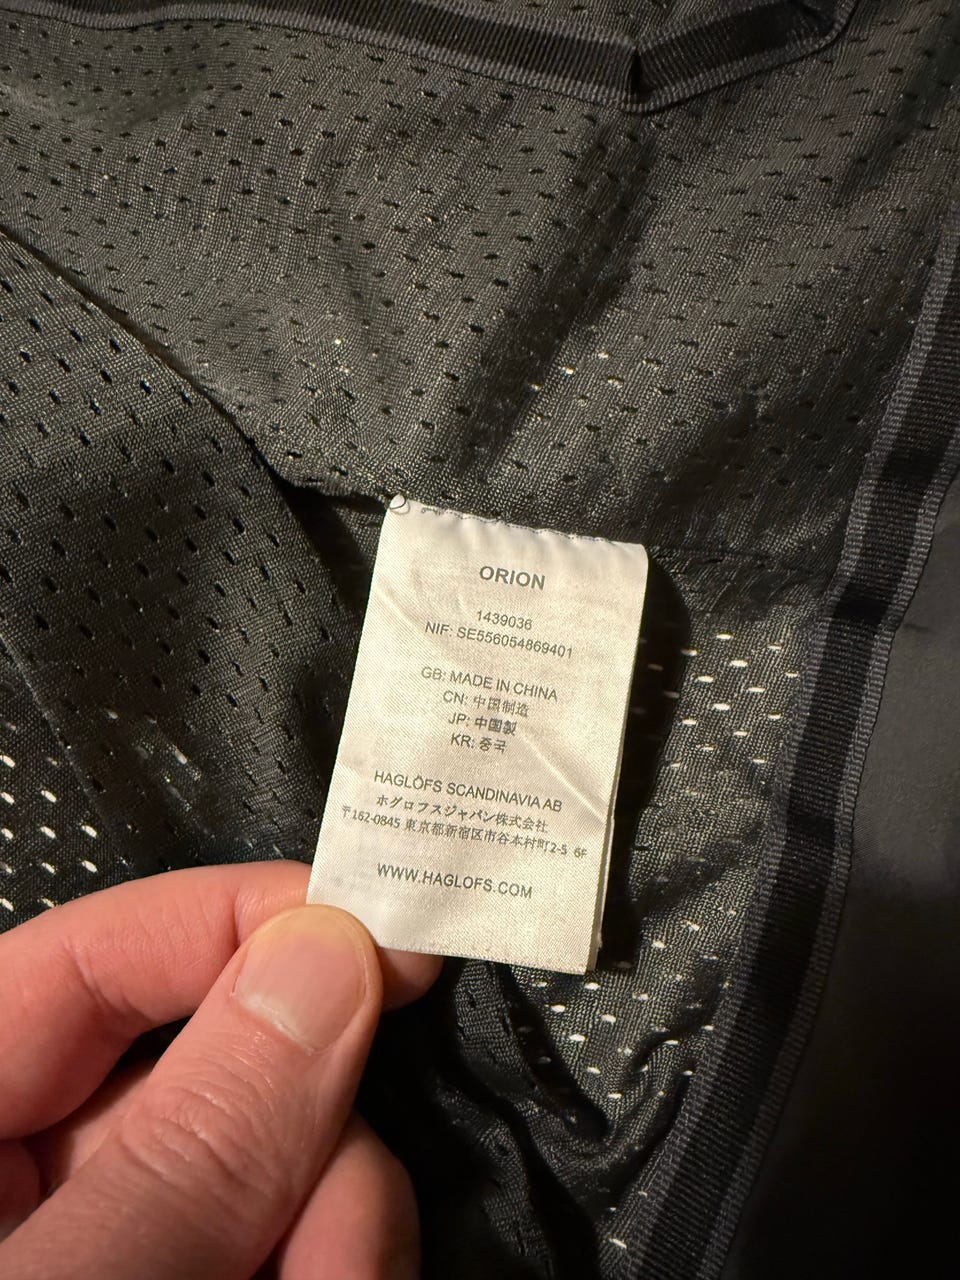 ORION
1439036
NIF: SE556054869401
GB: MADE IN CHINA
CN: 中国制造
JP: 中国製
KR: 중국
HAGLÖFS SCANDINAVIA AB
ホグロフスジャパン株式会社
〒162-0845 東京都新宿区市谷本村町2-5 6F
WWW.HAGLOFS.COM